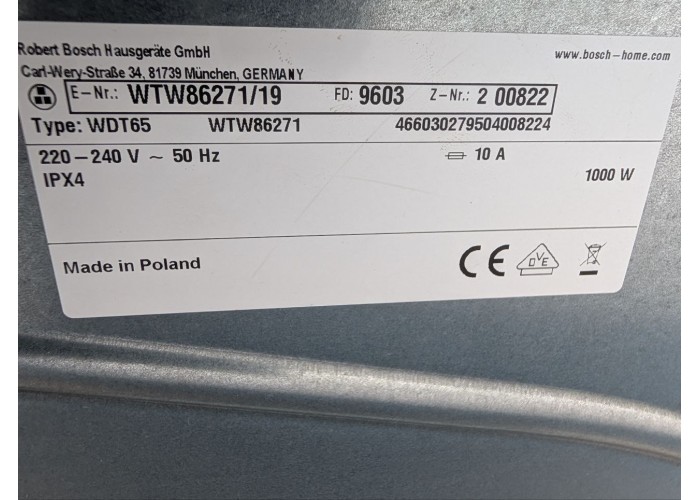 Robert Bosch Hausgeräte GmbH
www.bosch-home.com
Carl-Wery-Straße 34, 81739 München, GERMANY
E-Nr.: WTW86271/19 FD: 9603 Z-Nr.: 2 00822
Type: WDT65 WTW86271 466030279504008224
220-240 V ~ 50 Hz 10 A
IPX4 1000 W
Made in Poland CE DVE